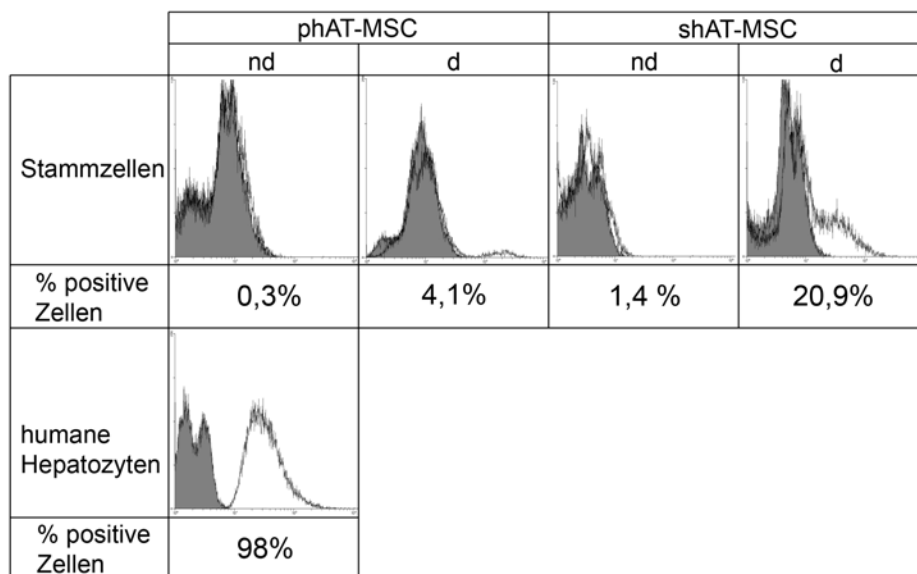 phAT-MSC shAT-MSC
nd d nd d
Stammzellen
% positive
Zellen
0,3% 4,1% 1,4 % 20,9%
humane
Hepatozyten
% positive
Zellen
98%